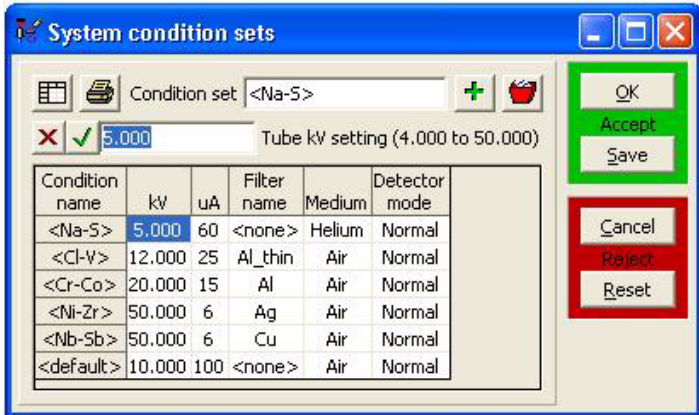 System condition sets
Condition set <Na-S>
5.000 Tube kV setting (4.000 to 50.000)
Condition name kV uA Filter name Medium Detector mode
<Na-S> 5.000 60 <none> Helium Normal
<Cl-V> 12.000 25 Al_thin Air Normal
<Cr-Co> 20.000 15 Al Air Normal
<Ni-Zr> 50.000 6 Ag Air Normal
<Nb-Sb> 50.000 6 Cu Air Normal
<default> 10.000 100 <none> Air Normal
OK
Accept
Save
Cancel
Reject
Reset